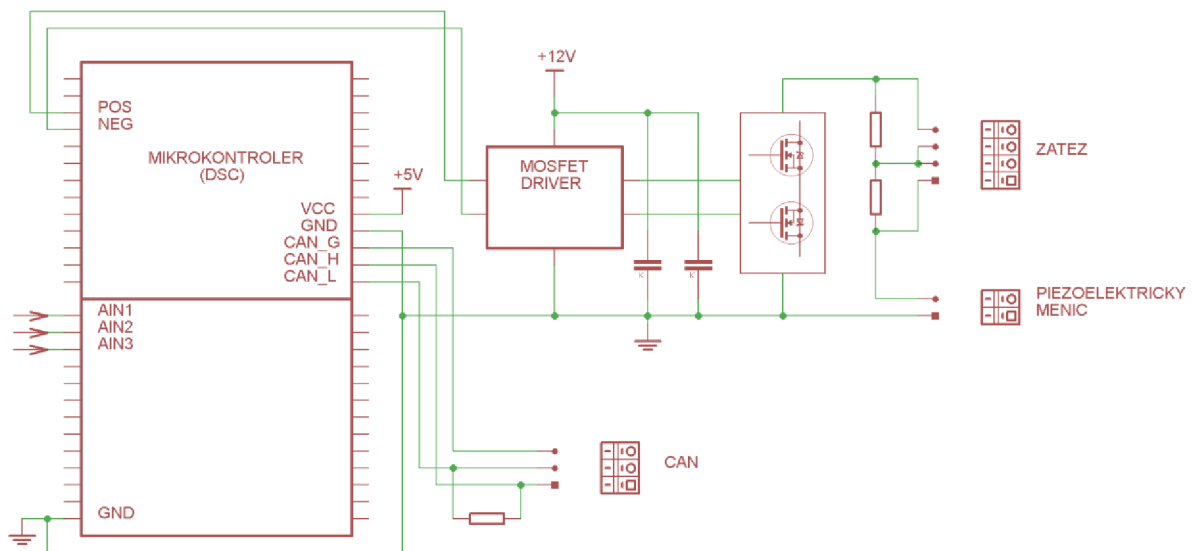 +12V
POS
NEG
MIKROKONTROLER
(DSC)
MOSFET
DRIVER
ZATEZ
+5V
VCC
GND
CAN_G
CAN_H
CAN_L
K
K
PIEZOELEKTRICKY
MENIC
AIN1
AIN2
AIN3
CAN
GND